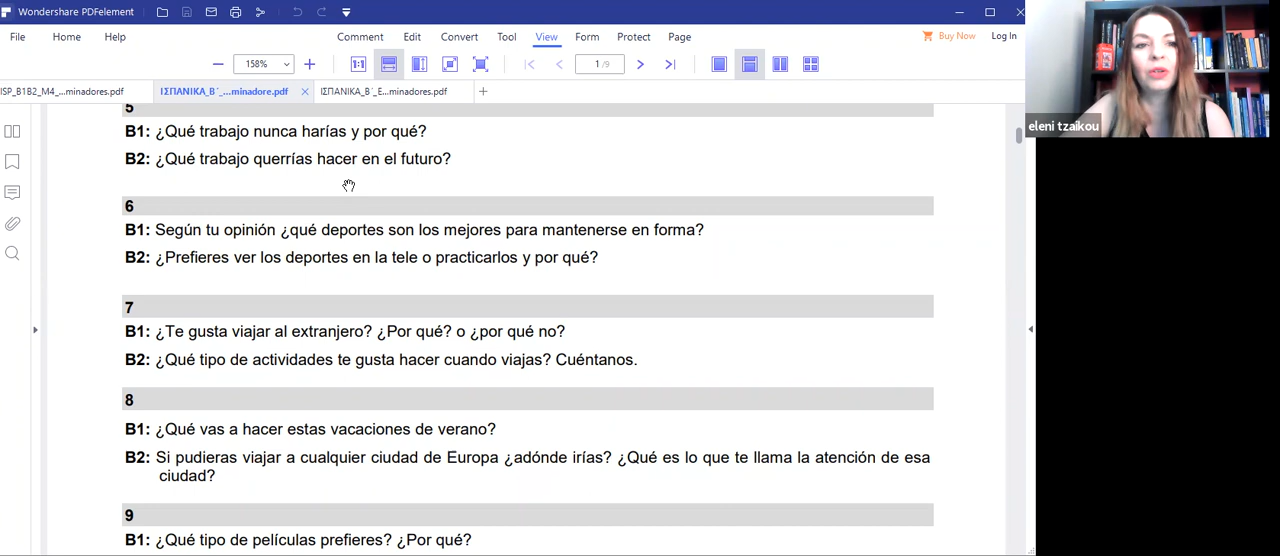 Wondershare PDFelement
File Home Help Comment Edit Convert Tool View Form Protect Page Buy Now Log In
158% 1:1 1 /9
ISP_B1B2_M4_...minadores.pdf ΙΣΠΑΝΙΚΑ_Β΄_...minadore.pdf ΙΣΠΑΝΙΚΑ_Β΄_E...minadores.pdf
eleni tzaikou
5
B1: ¿Qué trabajo nunca harías y por qué?
B2: ¿Qué trabajo querrías hacer en el futuro?
6
B1: Según tu opinión ¿qué deportes son los mejores para mantenerse en forma?
B2: ¿Prefieres ver los deportes en la tele o practicarlos y por qué?
7
B1: ¿Te gusta viajar al extranjero? ¿Por qué? o ¿por qué no?
B2: ¿Qué tipo de actividades te gusta hacer cuando viajas? Cuéntanos.
8
B1: ¿Qué vas a hacer estas vacaciones de verano?
B2: Si pudieras viajar a cualquier ciudad de Europa ¿adónde irías? ¿Qué es lo que te llama la atención de esa
ciudad?
9
B1: ¿Qué tipo de películas prefieres? ¿Por qué?